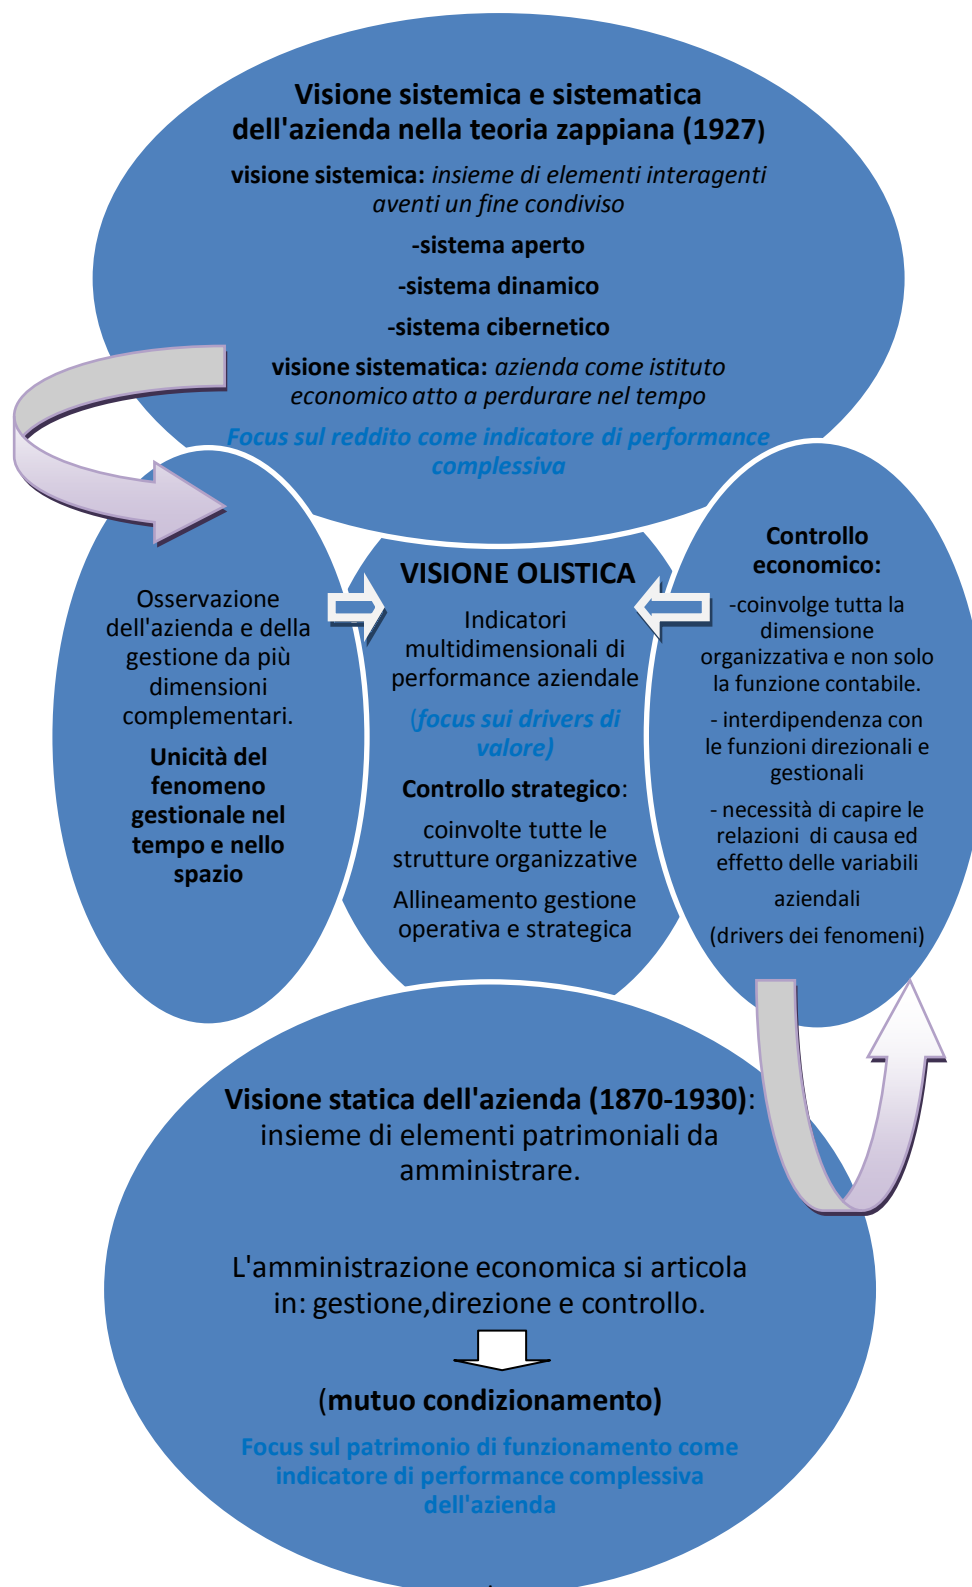 Visione sistemica e sistematica
dell'azienda nella teoria zappiana (1927)
visione sistemica: insieme di elementi interagenti
aventi un fine condiviso
-sistema aperto
-sistema dinamico
-sistema cibernetico
visione sistematica: azienda come istituto
economico atto a perdurare nel tempo
Focus sul reddito come indicatore di performance
complessiva
Osservazione
dell'azienda e della
gestione da più
dimensioni
complementari.
Unicità del
fenomeno
gestionale nel
tempo e nello
spazio
VISIONE OLISTICA
Indicatori
multidimensionali di
performance aziendale
(focus sui drivers di
valore)
Controllo strategico:
coinvolte tutte le
strutture organizzative
Allineamento gestione
operativa e strategica
Controllo
economico:
-coinvolge tutta la
dimensione
organizzativa e non solo
la funzione contabile.
- interdipendenza con
le funzioni direzionali e
gestionali
- necessità di capire le
relazioni di causa ed
effetto delle variabili
aziendali
(drivers dei fenomeni)
Visione statica dell'azienda (1870-1930):
insieme di elementi patrimoniali da
amministrare.
L'amministrazione economica si articola
in: gestione,direzione e controllo.
(mutuo condizionamento)
Focus sul patrimonio di funzionamento come
indicatore di performance complessiva
dell'azienda